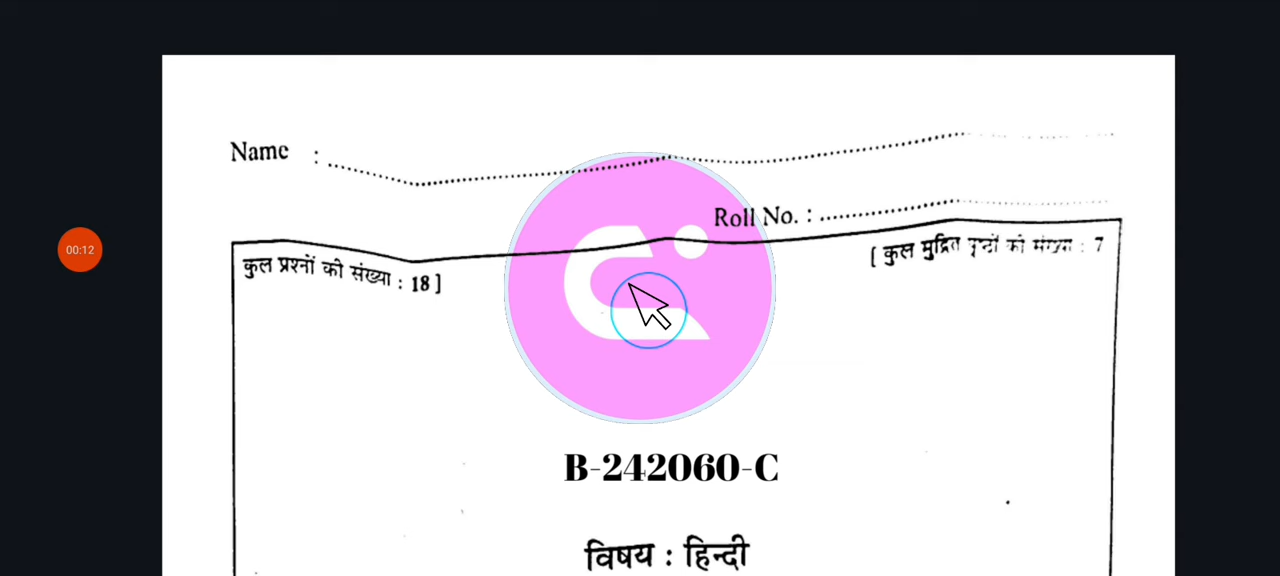 Name : ........................................
Roll No. : ........................................
कुल प्रश्नों की संख्या : 18 ]
[ कुल मुद्रित पृष्ठों की संख्या : 7
00:12
B-242060-C
विषय : हिन्दी